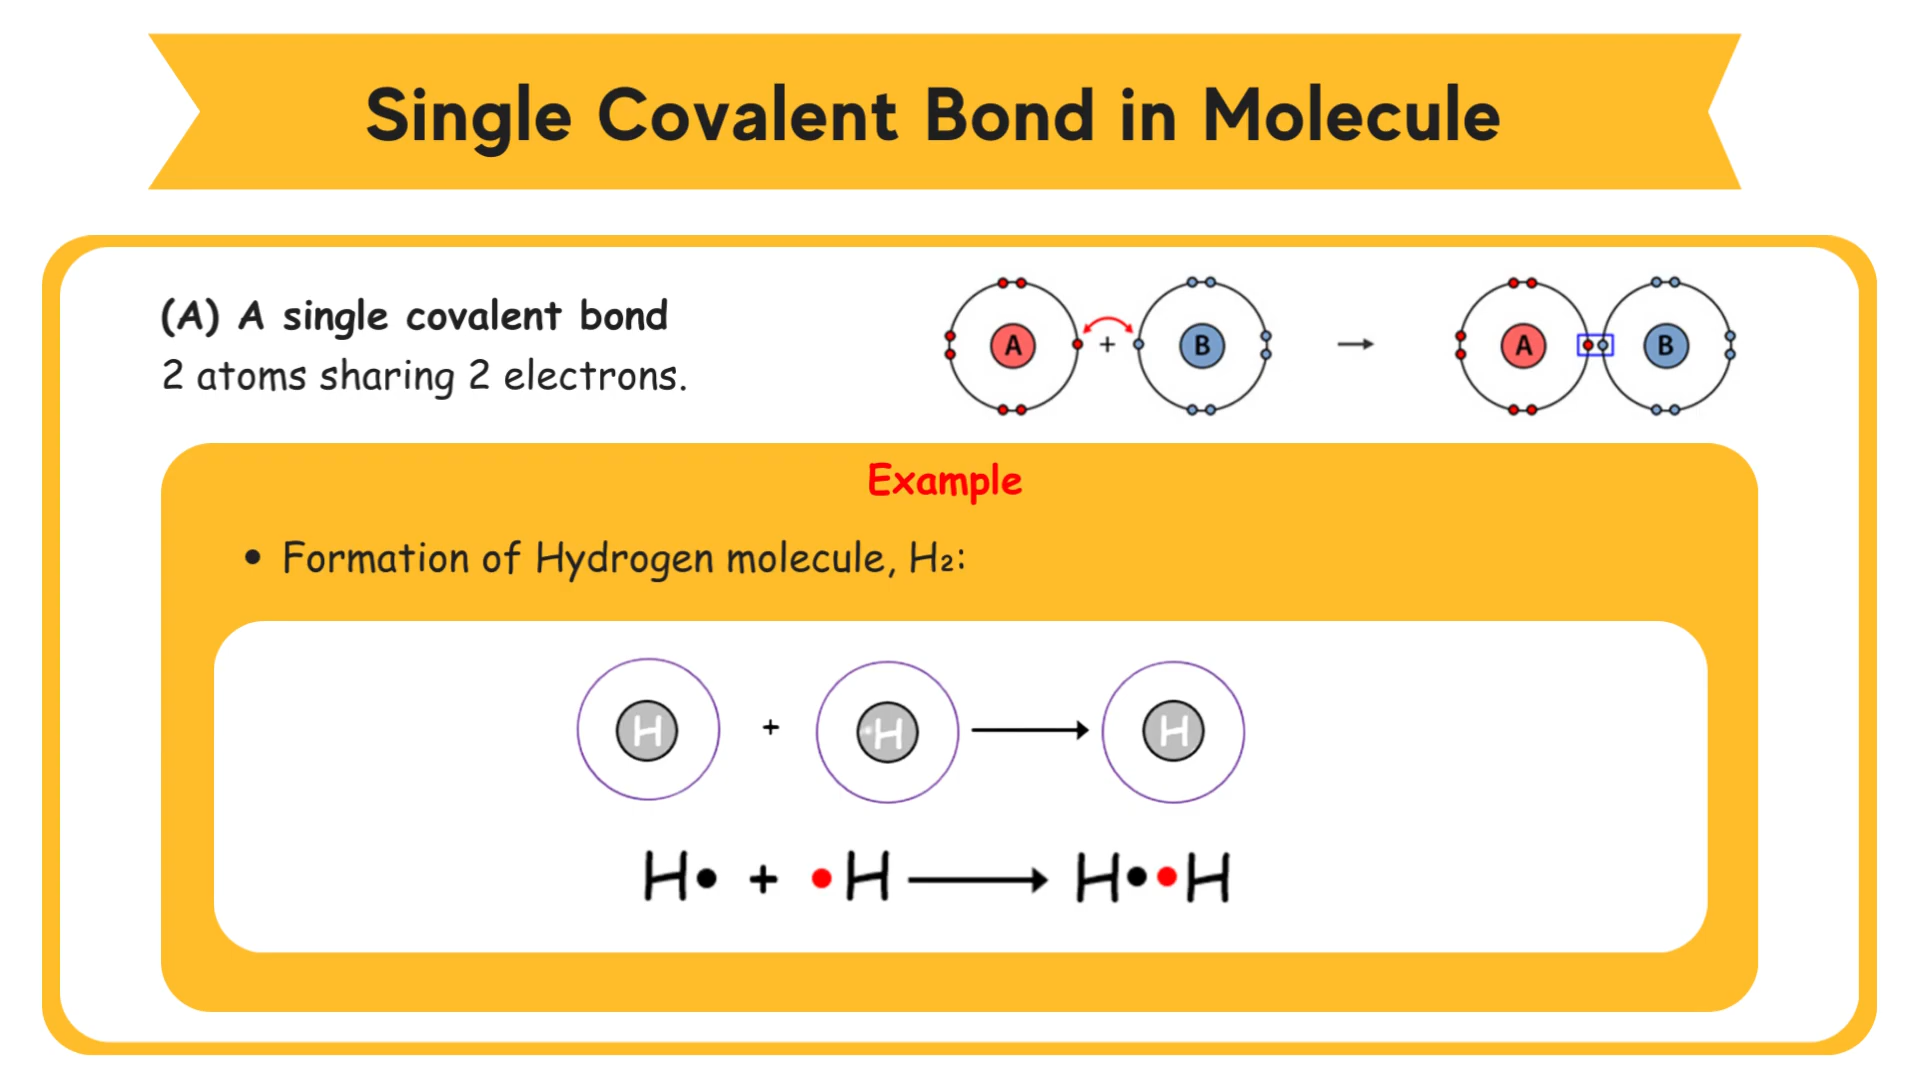 Single Covalent Bond in Molecule
(A) A single covalent bond
2 atoms sharing 2 electrons.
A + B → A B
Example
• Formation of Hydrogen molecule, H₂:
H + H → H
H• + •H → H••H